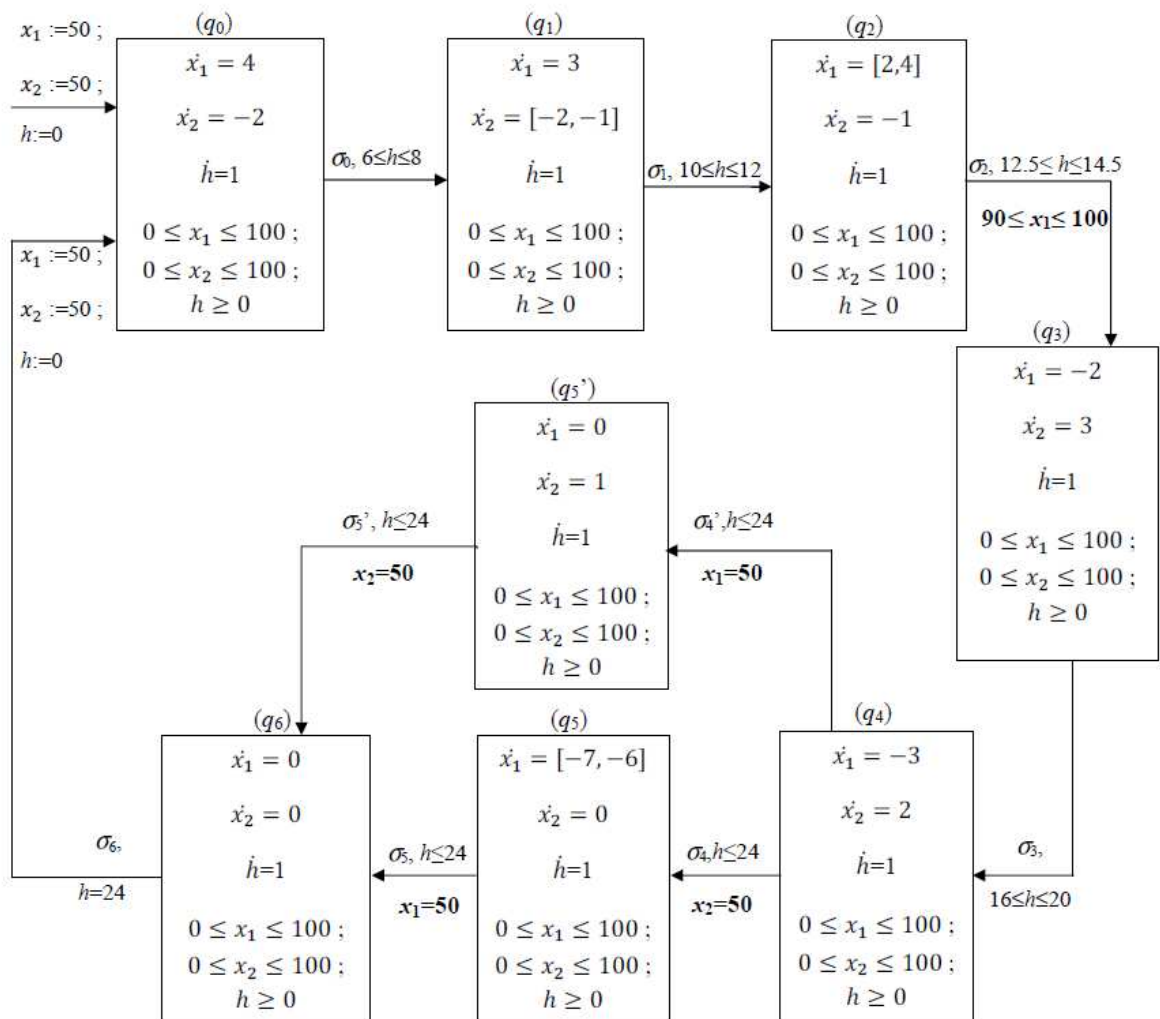 x₁ :=50 ;
x₂ :=50 ;
h:=0
(q₀)
ẋ₁ = 4
ẋ₂ = −2
ḣ=1
0 ≤ x₁ ≤ 100 ;
0 ≤ x₂ ≤ 100 ;
h ≥ 0
σ₀, 6≤h≤8
(q₁)
ẋ₁ = 3
ẋ₂ = [−2, −1]
ḣ=1
0 ≤ x₁ ≤ 100 ;
0 ≤ x₂ ≤ 100 ;
h ≥ 0
σ₁, 10≤h≤12
(q₂)
ẋ₁ = [2,4]
ẋ₂ = −1
ḣ=1
0 ≤ x₁ ≤ 100 ;
0 ≤ x₂ ≤ 100 ;
h ≥ 0
σ₂, 12.5≤ h≤14.5
90≤ x₁≤ 100
x₁ :=50 ;
x₂ :=50 ;
h:=0
(q₃)
ẋ₁ = −2
ẋ₂ = 3
ḣ=1
0 ≤ x₁ ≤ 100 ;
0 ≤ x₂ ≤ 100 ;
h ≥ 0
(q₅’)
ẋ₁ = 0
ẋ₂ = 1
ḣ=1
0 ≤ x₁ ≤ 100 ;
0 ≤ x₂ ≤ 100 ;
h ≥ 0
σ₅’, h≤24
x₂=50
σ₄’,h≤24
x₁=50
(q₆)
ẋ₁ = 0
ẋ₂ = 0
ḣ=1
0 ≤ x₁ ≤ 100 ;
0 ≤ x₂ ≤ 100 ;
h ≥ 0
σ₆,
h=24
(q₅)
ẋ₁ = [−7, −6]
ẋ₂ = 0
ḣ=1
0 ≤ x₁ ≤ 100 ;
0 ≤ x₂ ≤ 100 ;
h ≥ 0
σ₅, h≤24
x₁=50
(q₄)
ẋ₁ = −3
ẋ₂ = 2
ḣ=1
0 ≤ x₁ ≤ 100 ;
0 ≤ x₂ ≤ 100 ;
h ≥ 0
σ₄,h≤24
x₂=50
σ₃,
16≤h≤20